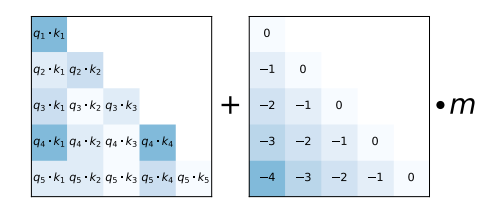 q₁·k₁ 0
q₂·k₁ q₂·k₂ −1 0
q₃·k₁ q₃·k₂ q₃·k₃ + −2 −1 0 •m
q₄·k₁ q₄·k₂ q₄·k₃ q₄·k₄ −3 −2 −1 0
q₅·k₁ q₅·k₂ q₅·k₃ q₅·k₄ q₅·k₅ −4 −3 −2 −1 0